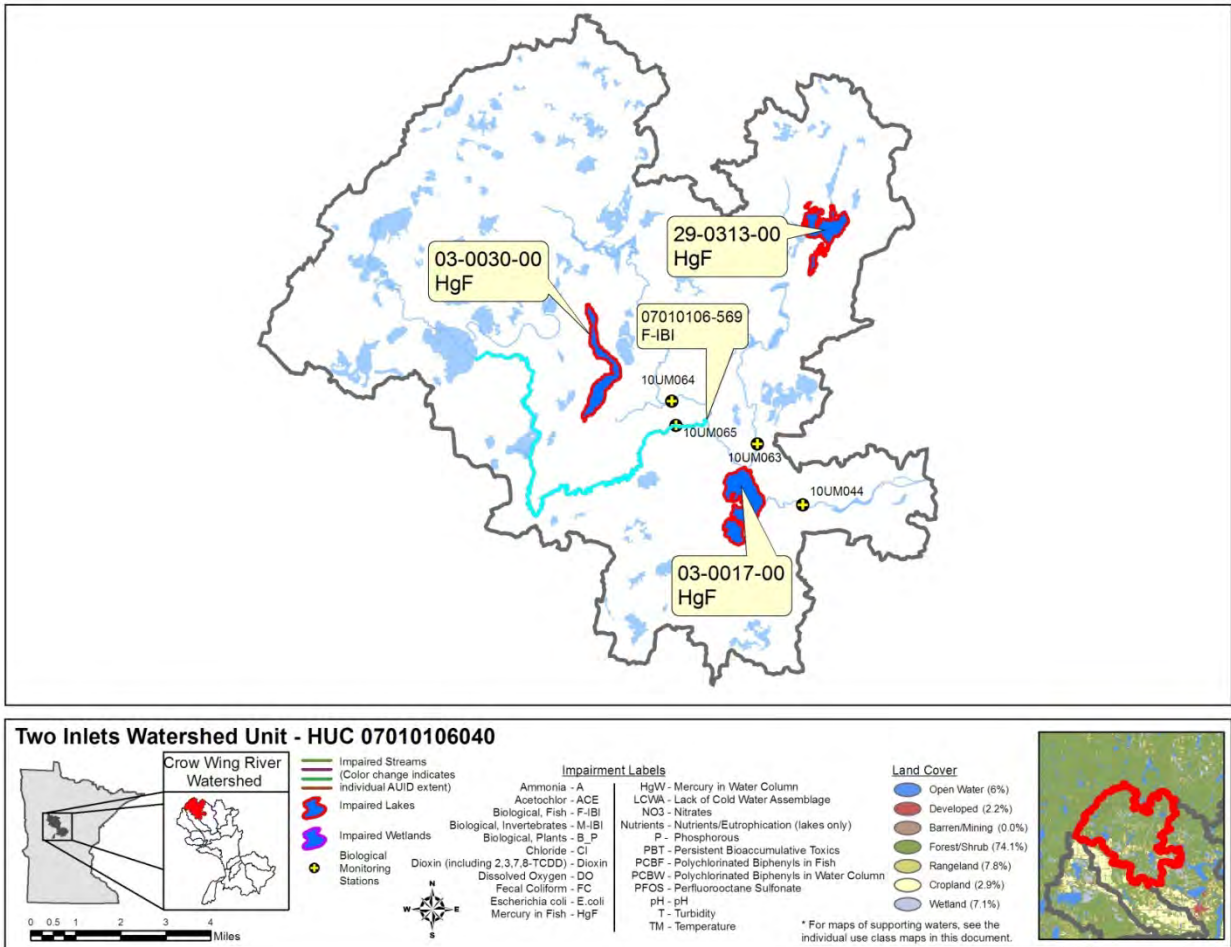 29-0313-00
HgF
03-0030-00
HgF
07010106-569
F-IBI
10UM064
10UM065
10UM063
10UM044
03-0017-00
HgF
Two Inlets Watershed Unit - HUC 07010106040
Crow Wing River
Watershed
Impaired Streams
(Color change indicates
individual AUID extent)
Impaired Lakes
Impaired Wetlands
Biological
Monitoring
Stations
0 0.5 1 2 3 4
Miles
N
W E
S
Impairment Labels
Ammonia - A
Acetochlor - ACE
Biological, Fish - F-IBI
Biological, Invertebrates - M-IBI
Biological, Plants - B_P
Chloride - Cl
Dioxin (including 2,3,7,8-TCDD) - Dioxin
Dissolved Oxygen - DO
Fecal Coliform - FC
Escherichia coli - E.coli
Mercury in Fish - HgF
HgW - Mercury in Water Column
LCWA - Lack of Cold Water Assemblage
NO3 - Nitrates
Nutrients - Nutrients/Eutrophication (lakes only)
P - Phosphorous
PBT - Persistent Bioaccumulative Toxics
PCBF - Polychlorinated Biphenyls in Fish
PCBW - Polychlorinated Biphenyls in Water Column
PFOS - Perfluorooctane Sulfonate
pH - pH
T - Turbidity
TM - Temperature
Land Cover
Open Water (6%)
Developed (2.2%)
Barren/Mining (0.0%)
Forest/Shrub (74.1%)
Rangeland (7.8%)
Cropland (2.9%)
Wetland (7.1%)
* For maps of supporting waters, see the
individual use class maps in this document.